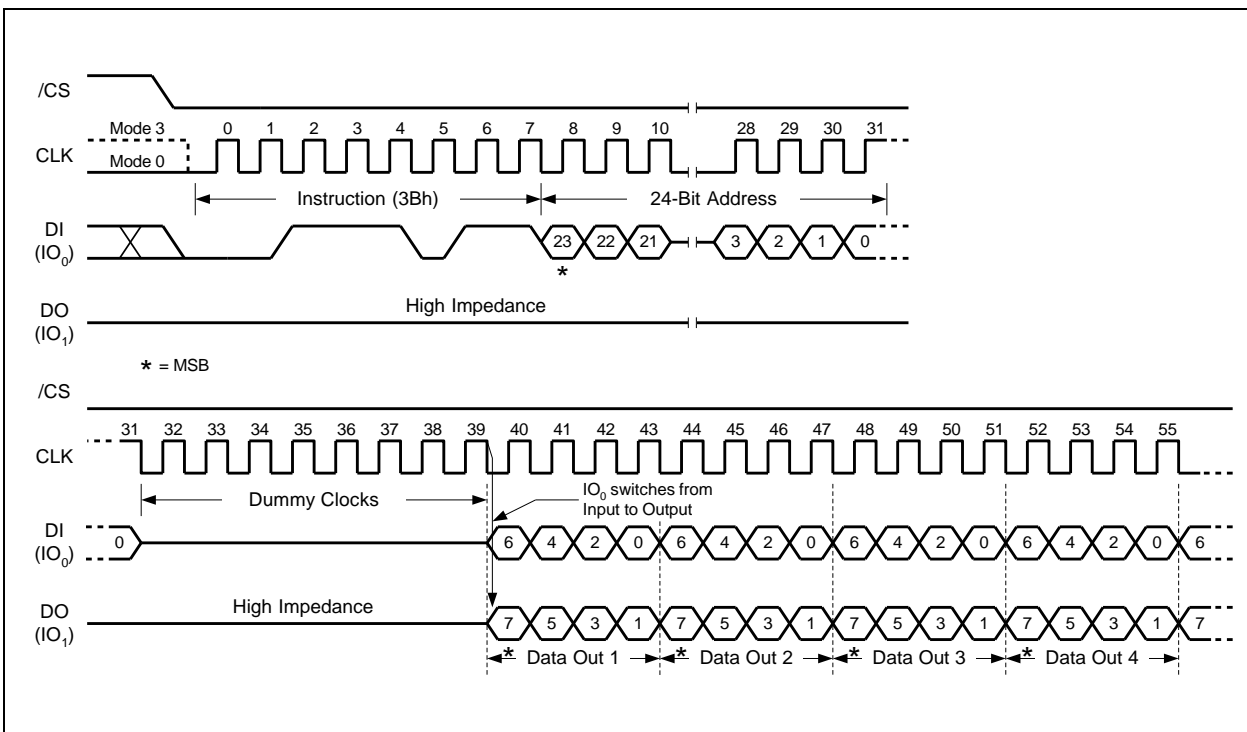 /CS
Mode 3 0 1 2 3 4 5 6 7 8 9 10 28 29 30 31
CLK Mode 0
Instruction (3Bh) 24-Bit Address
DI
(IO0) 23 22 21 3 2 1 0
*
High Impedance
DO
(IO1)
* = MSB
/CS
31 32 33 34 35 36 37 38 39 40 41 42 43 44 45 46 47 48 49 50 51 52 53 54 55
CLK
Dummy Clocks
IO0 switches from
Input to Output
DI
(IO0) 0 6 4 2 0 6 4 2 0 6 4 2 0 6 4 2 0 6
High Impedance
DO
(IO1) 7 5 3 1 7 5 3 1 7 5 3 1 7 5 3 1 7
* Data Out 1 * Data Out 2 * Data Out 3 * Data Out 4